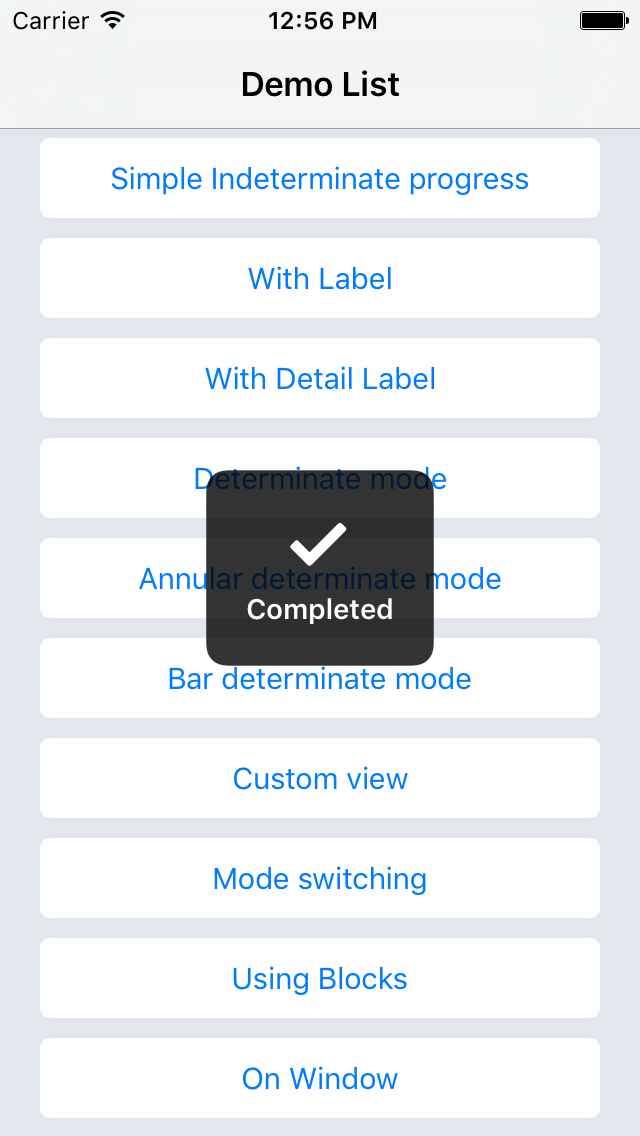 Carrier 12:56 PM
Demo List
Simple Indeterminate progress
With Label
With Detail Label
Determinate mode
Annular determinate mode
Completed
Bar determinate mode
Custom view
Mode switching
Using Blocks
On Window